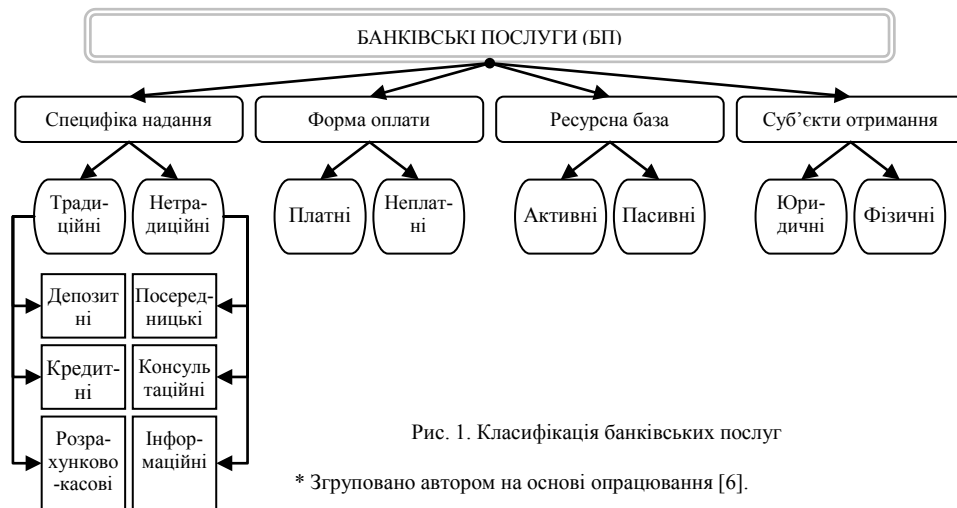 БАНКІВСЬКІ ПОСЛУГИ (БП)
Специфіка надання
Форма оплати
Ресурсна база
Суб’єкти отримання
Тради-
ційні
Нетра-
диційні
Платні
Неплат-
ні
Активні
Пасивні
Юри-
дичні
Фізичні
Депозит
ні
Посеред-
ницькі
Кредит-
ні
Консуль
таційні
Розра-
хунково
-касові
Інфор-
маційні
Рис. 1. Класифікація банківських послуг
* Згруповано автором на основі опрацювання [6].